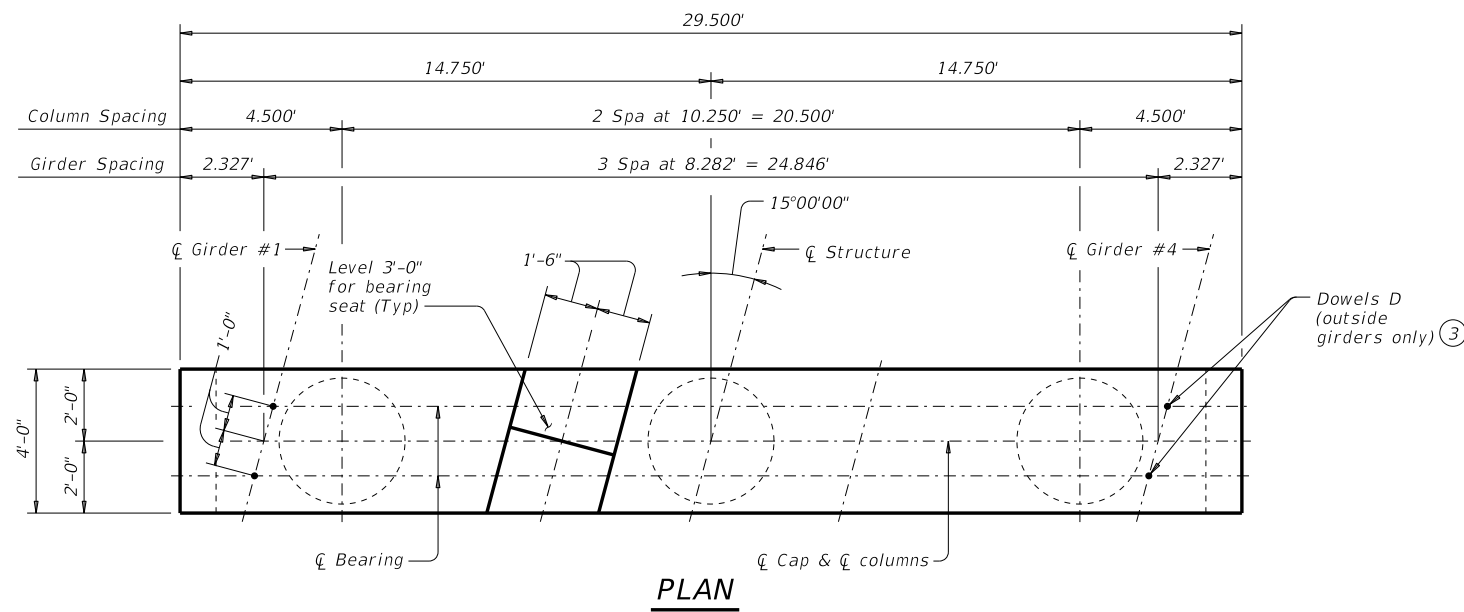 29.500'
14.750' 14.750'
Column Spacing 4.500' 2 Spa at 10.250' = 20.500' 4.500'
Girder Spacing 2.327' 3 Spa at 8.282' = 24.846' 2.327'
15°00'00"
℄ Girder #1
℄ Structure
℄ Girder #4
Level 3'-0"
for bearing
seat (Typ)
1'-6"
Dowels D
(outside
girders only) 3
1'-0"
4'-0"
2'-0"
2'-0"
℄ Bearing
℄ Cap & ℄ columns
PLAN